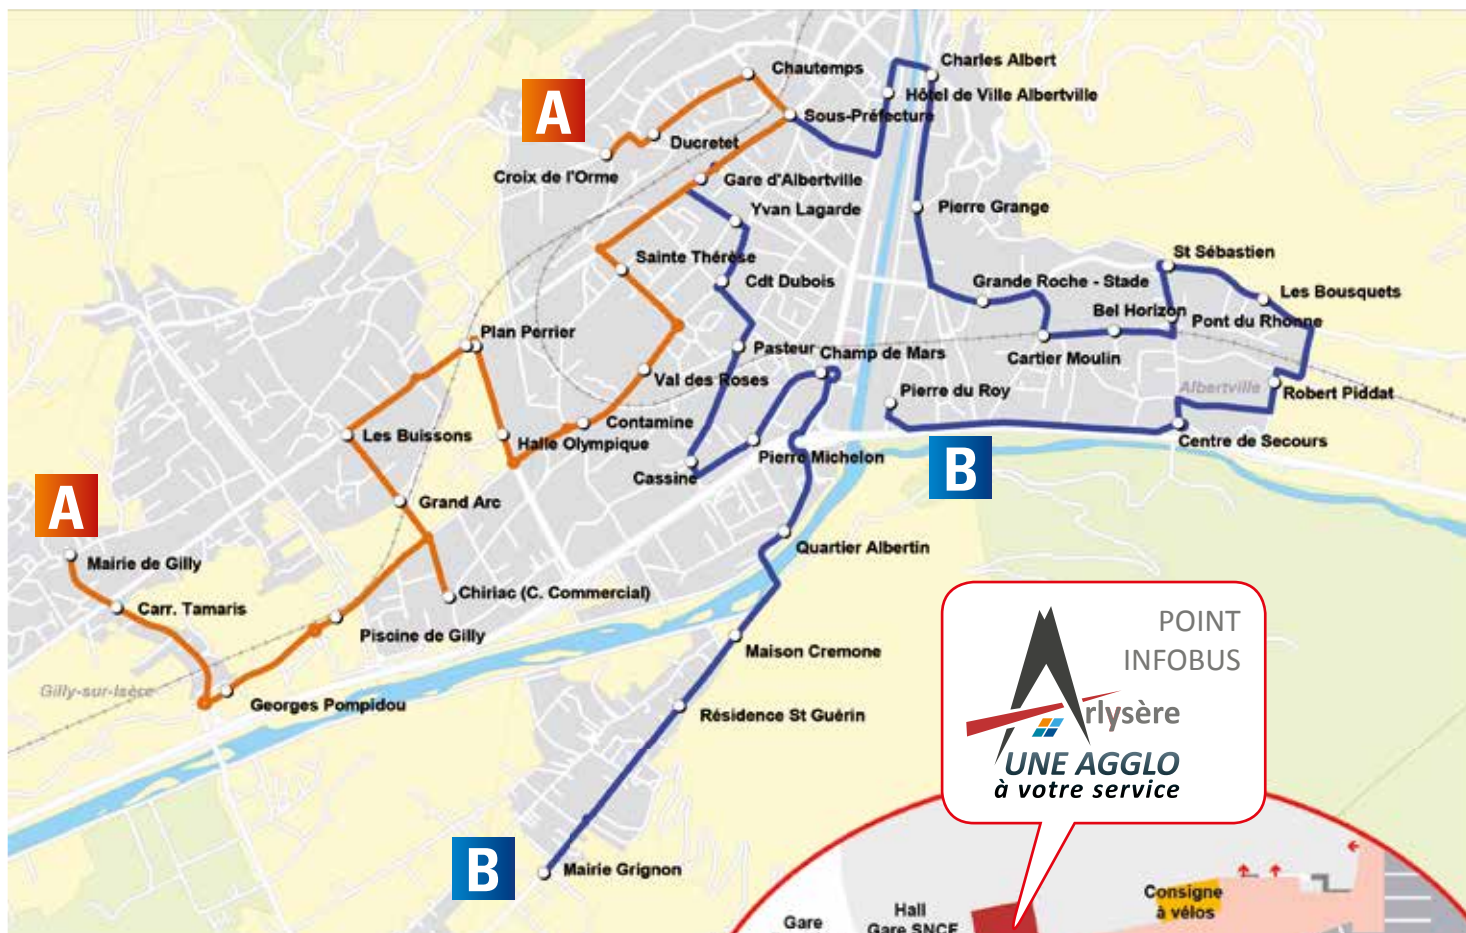 Charles Albert
Chautemps
A
Hôtel de Ville Albertville
Sous-Préfecture
Ducretet
Croix de l'Orme
Gare d'Albertville
Yvan Lagarde
Pierre Grange
Sainte Thérèse
St Sébastien
Cdt Dubois
Grande Roche - Stade
Les Bousquets
Bel Horizon
Pont du Rhonne
Plan Perrier
Pasteur
Champ de Mars
Cartier Moulin
Val des Roses
Pierre du Roy
Albertville
Robert Piddat
Contamine
Les Buissons
Halle Olympique
Centre de Secours
Pierre Michelon
B
Cassine
A
Grand Arc
Quartier Albertin
Mairie de Gilly
Chiriac (C. Commercial)
Carr. Tamaris
Piscine de Gilly
Maison Cremone
Gilly-sur-Isère
Georges Pompidou
Résidence St Guérin
POINT
INFOBUS
Arlysère
UNE AGGLO
à votre service
B
Mairie Grignon
Consigne
à vélos
Hall
Gare SNCF
Gare